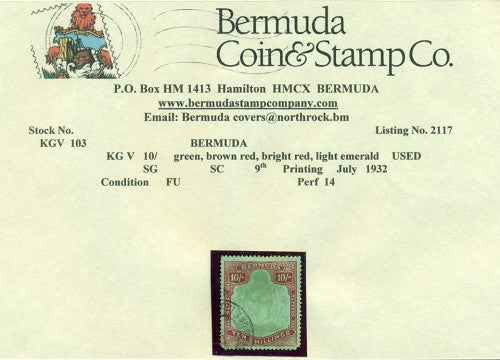 Bermuda
Coin&Stamp Co.
P.O. Box HM 1413 Hamilton HMCX BERMUDA
www.bermudastampcompany.com
Email: Bermuda covers@northrock.bm
Stock No. Listing No. 2117
KGV 103 BERMUDA
KG V 10/ green, brown red, bright red, light emerald USED
SG SC 9th Printing July 1932
Condition FU Perf 14
BERMUDA
10/- 10/-
TEN SHILLINGS